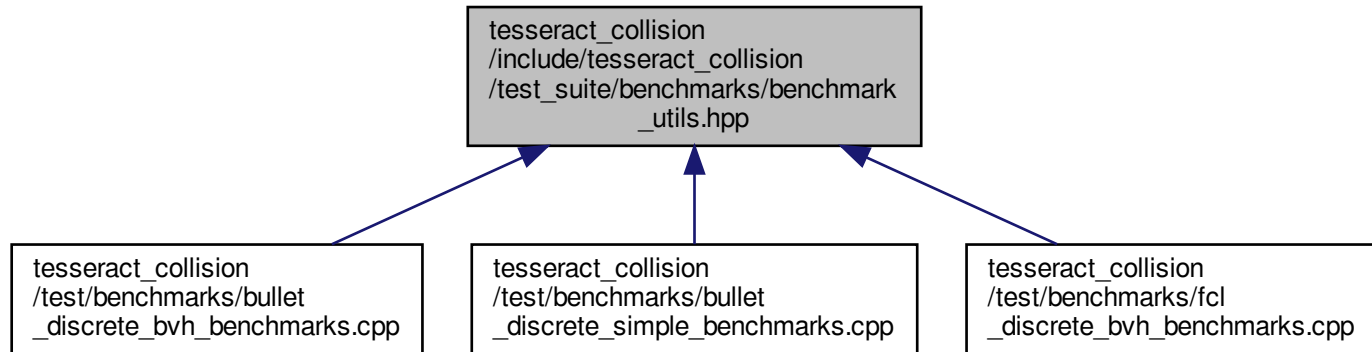 tesseract_collision
/include/tesseract_collision
/test_suite/benchmarks/benchmark
_utils.hpp
tesseract_collision
/test/benchmarks/bullet
_discrete_bvh_benchmarks.cpp
tesseract_collision
/test/benchmarks/bullet
_discrete_simple_benchmarks.cpp
tesseract_collision
/test/benchmarks/fcl
_discrete_bvh_benchmarks.cpp